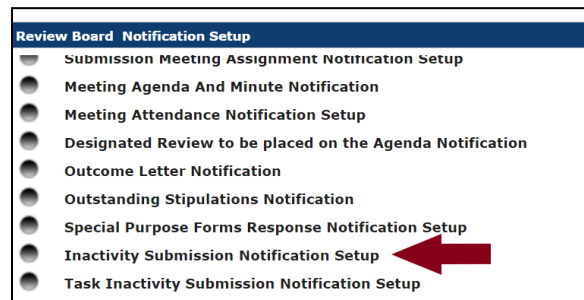 Review Board  Notification Setup
Submission Meeting Assignment Notification Setup
Meeting Agenda And Minute Notification
Meeting Attendance Notification Setup
Designated Review to be placed on the Agenda Notification
Outcome Letter Notification
Outstanding Stipulations Notification
Special Purpose Forms Response Notification Setup
Inactivity Submission Notification Setup
Task Inactivity Submission Notification Setup